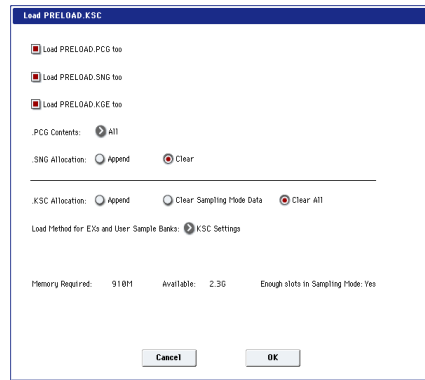 Load PRELOAD.KSC
Load PRELOAD.PCG too
Load PRELOAD.SNG too
Load PRELOAD.KGE too
.PCG Contents: All
.SNG Allocation: Append Clear
.KSC Allocation: Append Clear Sampling Mode Data Clear All
Load Method for EXs and User Sample Banks: KSC Settings
Memory Required: 910M Available: 2.3G Enough slots in Sampling Mode: Yes
Cancel OK